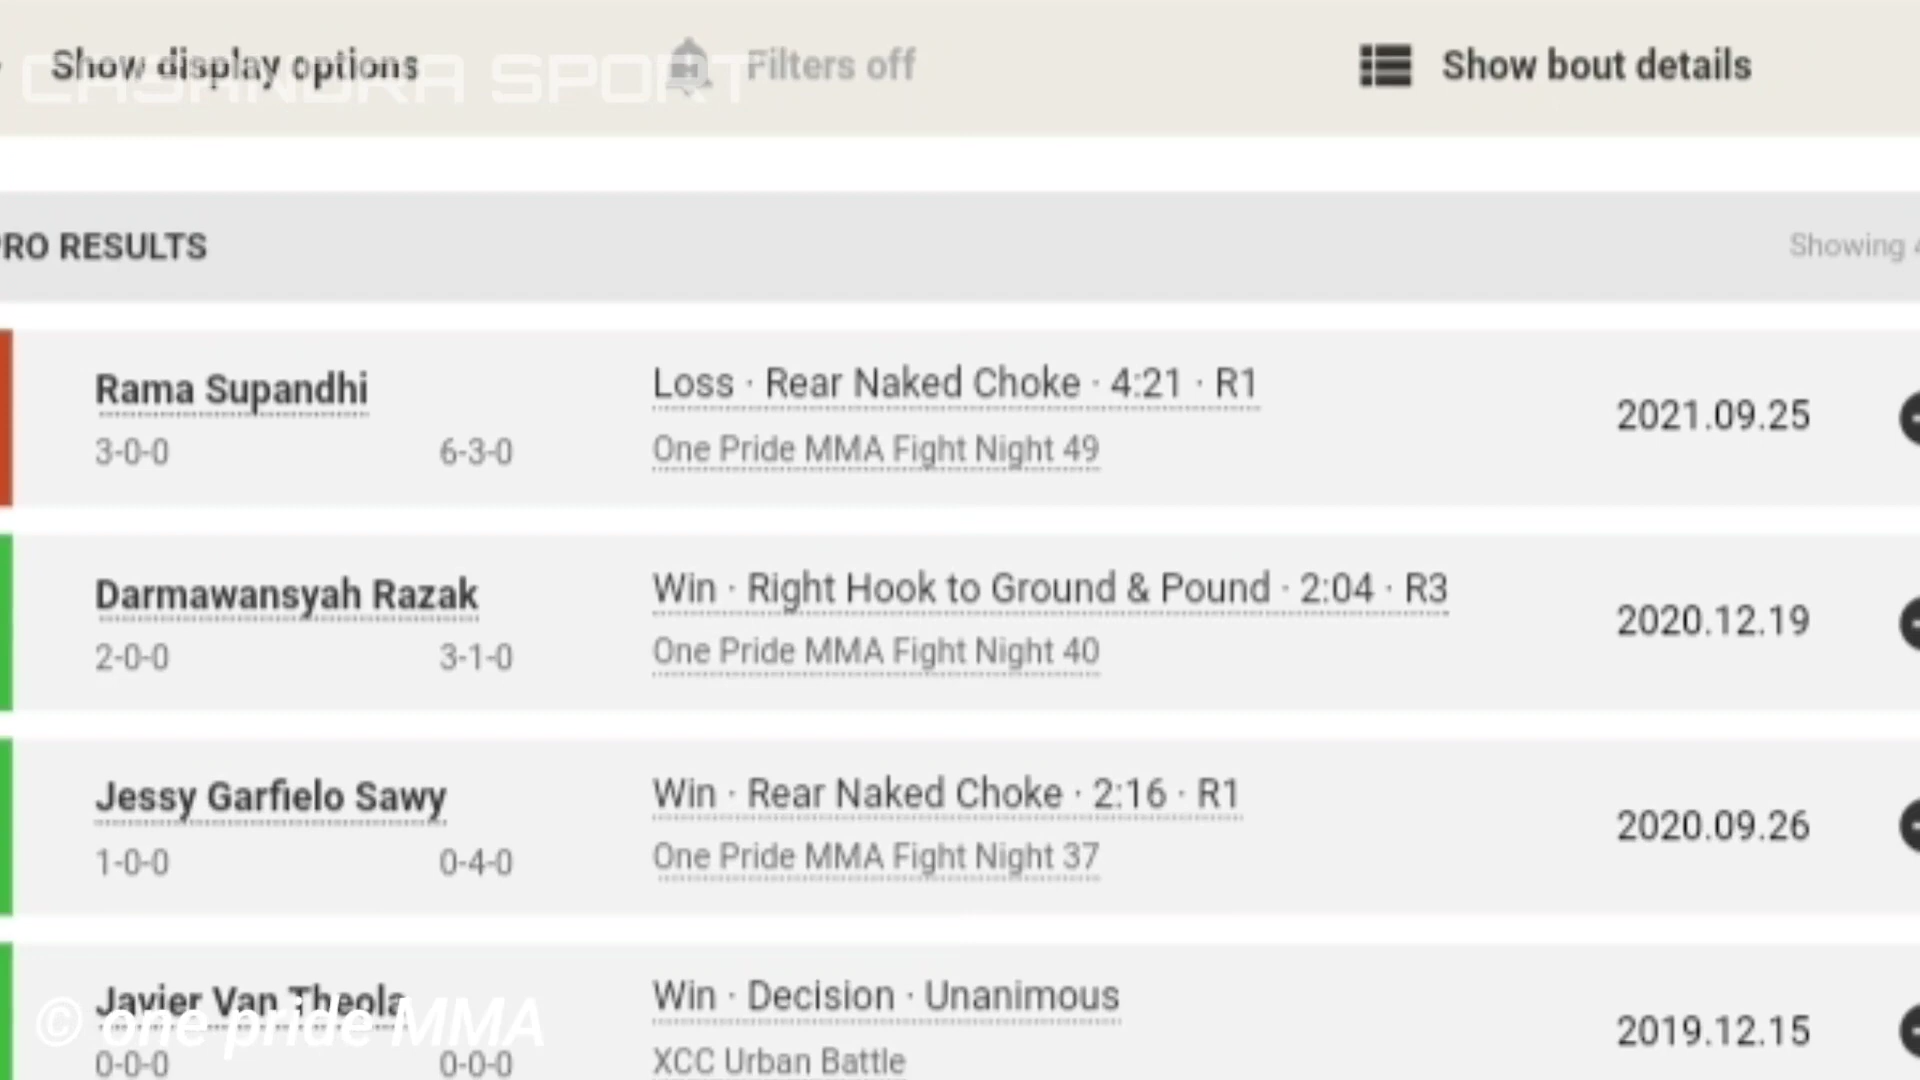 Show display options
Filters off
Show bout details
CASANDRA SPORT
PRO RESULTS
Showing
Rama Supandhi
Loss · Rear Naked Choke · 4:21 · R1
2021.09.25
3-0-0
6-3-0
One Pride MMA Fight Night 49
Darmawansyah Razak
Win · Right Hook to Ground & Pound · 2:04 · R3
2020.12.19
2-0-0
3-1-0
One Pride MMA Fight Night 40
Jessy Garfielo Sawy
Win · Rear Naked Choke · 2:16 · R1
2020.09.26
1-0-0
0-4-0
One Pride MMA Fight Night 37
Javier Van Theola
Win · Decision · Unanimous
2019.12.15
© one pride MMA
0-0-0
0-0-0
XCC Urban Battle